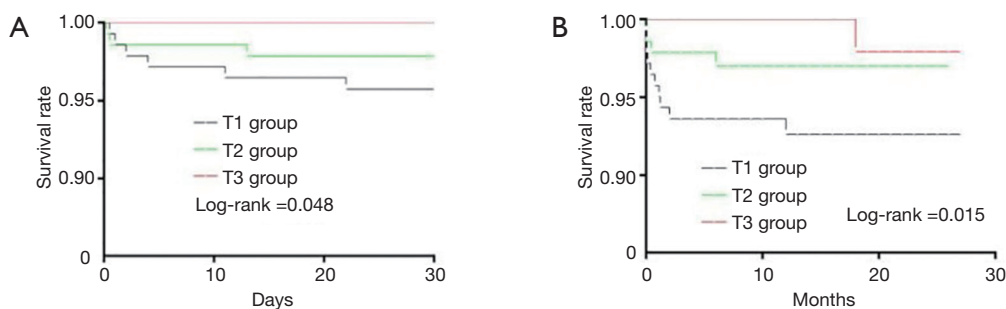 A
1.00
0.95
0.90
0
Survival rate
T1 group
T2 group
T3 group
Log-rank =0.048
0 10 20 30
Days
B
1.00
0.95
0.90
0
Survival rate
T1 group
T2 group
T3 group
Log-rank =0.015
0 10 20 30
Months